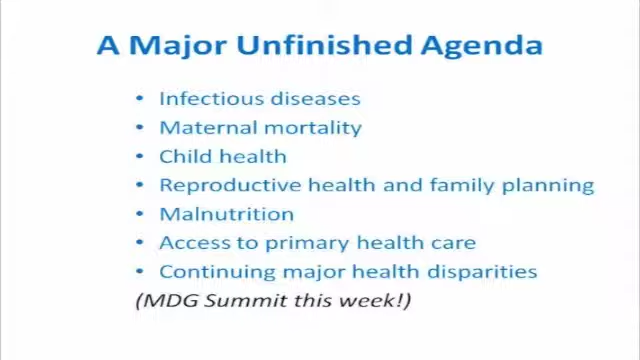 A Major Unfinished Agenda
• Infectious diseases
• Maternal mortality
• Child health
• Reproductive health and family planning
• Malnutrition
• Access to primary health care
• Continuing major health disparities
(MDG Summit this week!)